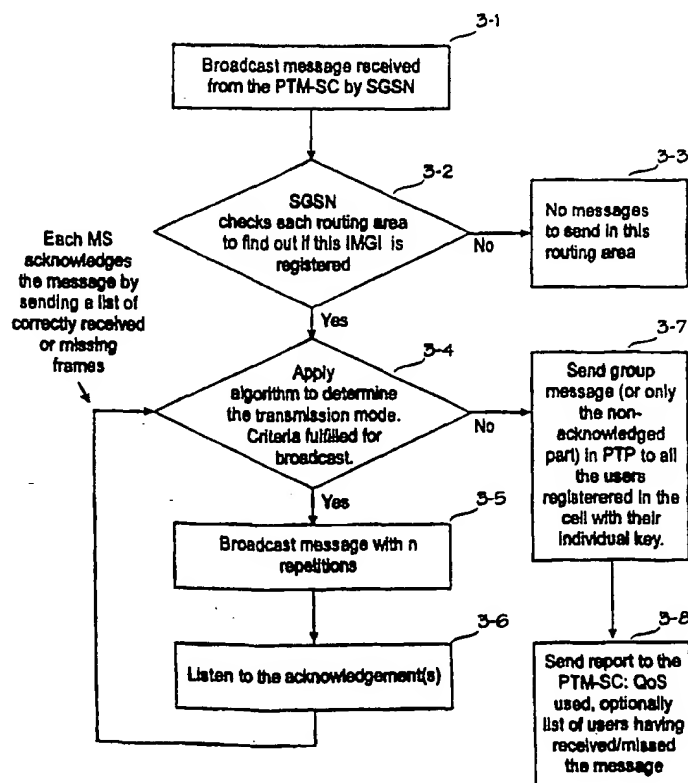 3-1
Broadcast message received
from the PTM-SC by SGSN
3-2
SGSN
checks each routing area
to find out if this IMGI is
registered
No
3-3
No messages
to send in this
routing area
Each MS
acknowledges
the message by
sending a list of
correctly received
or missing
frames
Yes
3-4
Apply
algorithm to determine
the transmission mode.
Criteria fulfilled for
broadcast.
No
3-7
Send group
message (or only
the non-
acknowledged
part) in PTP to all
the users
registerered in
the cell with their
individual key.
Yes
3-5
Broadcast message with n
repetitions
3-6
Listen to the acknowledgement(s)
3-8
Send report to the
PTM-SC: QoS
used, optionally
list of users having
received/missed
the message